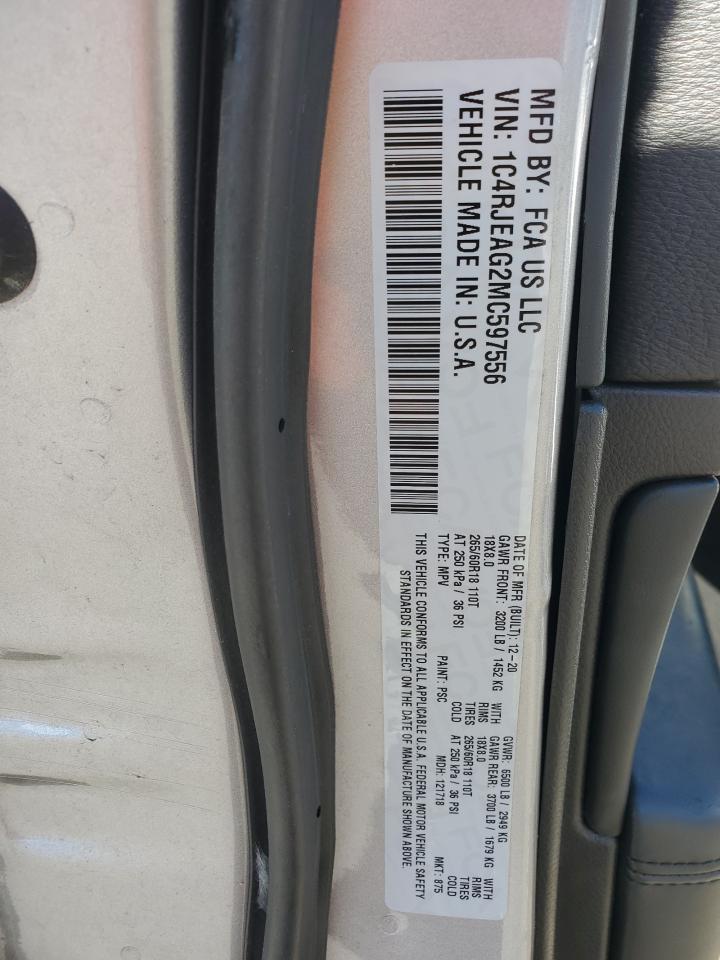 MFD BY: FCA US LLC
VIN: 1C4RJEAG2MC597556
VEHICLE MADE IN: U.S.A.
DATE OF MFR (BUILT): 12-20 GVWR: 6500 LB / 2949 KG
GAWR FRONT: 3200 LB / 1452 KG WITH GAWR REAR: 3700 LB / 1679 KG WITH
18X8.0 RIMS 18X8.0 RIMS
265/60R18 110T TIRES 265/60R18 110T TIRES
AT 250 kPa / 36 PSI COLD AT 250 kPa / 36 PSI COLD
TYPE: MPV PAINT: PSC MDH: 121718 MKT: 875
THIS VEHICLE CONFORMS TO ALL APPLICABLE U.S.A. FEDERAL MOTOR VEHICLE SAFETY
STANDARDS IN EFFECT ON THE DATE OF MANUFACTURE SHOWN ABOVE.